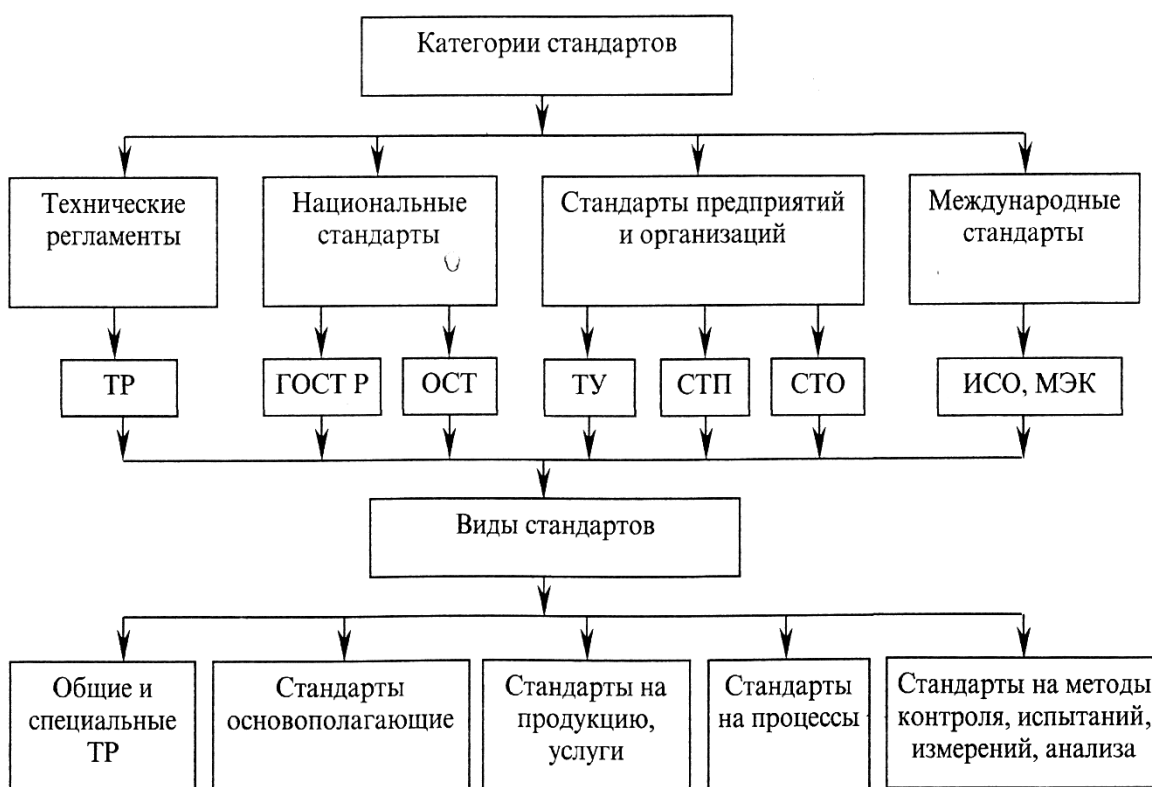 Категории стандартов
Технические
регламенты
Национальные
стандарты
Стандарты предприятий
и организаций
Международные
стандарты
ТР
ГОСТ Р
ОСТ
ТУ
СТП
СТО
ИСО, МЭК
Виды стандартов
Общие и
специальные
ТР
Стандарты
основополагающие
Стандарты на
продукцию,
услуги
Стандарты
на процессы
Стандарты на методы
контроля, испытаний,
измерений, анализа